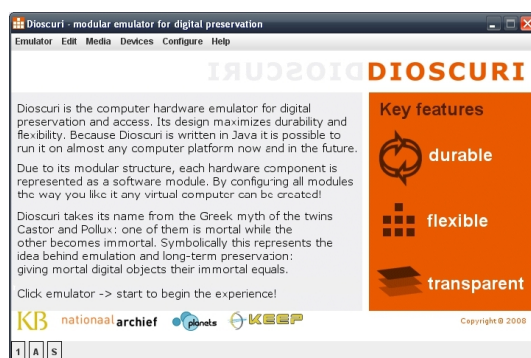 Dioscuri - modular emulator for digital preservation
Emulator Edit Media Devices Configure Help
DIOSCURI DIOSCURI
Dioscuri is the computer hardware emulator for digital
preservation and access. Its design maximizes durability and
flexibility. Because Dioscuri is written in Java it is possible to
run it on almost any computer platform now and in the future.
Due to its modular structure, each hardware component is
represented as a software module. By configuring all modules
the way you like it any virtual computer can be created!
Dioscuri takes its name from the Greek myth of the twins
Castor and Pollux: one of them is mortal while the
other becomes immortal. Symbolically this represents the
idea behind emulation and long-term preservation:
giving mortal digital objects their immortal equals.
Click emulator -> start to begin the experience!
Key features
durable
flexible
transparent
KB nationaal archief planets KEEP
Copyright © 2008
1 A S